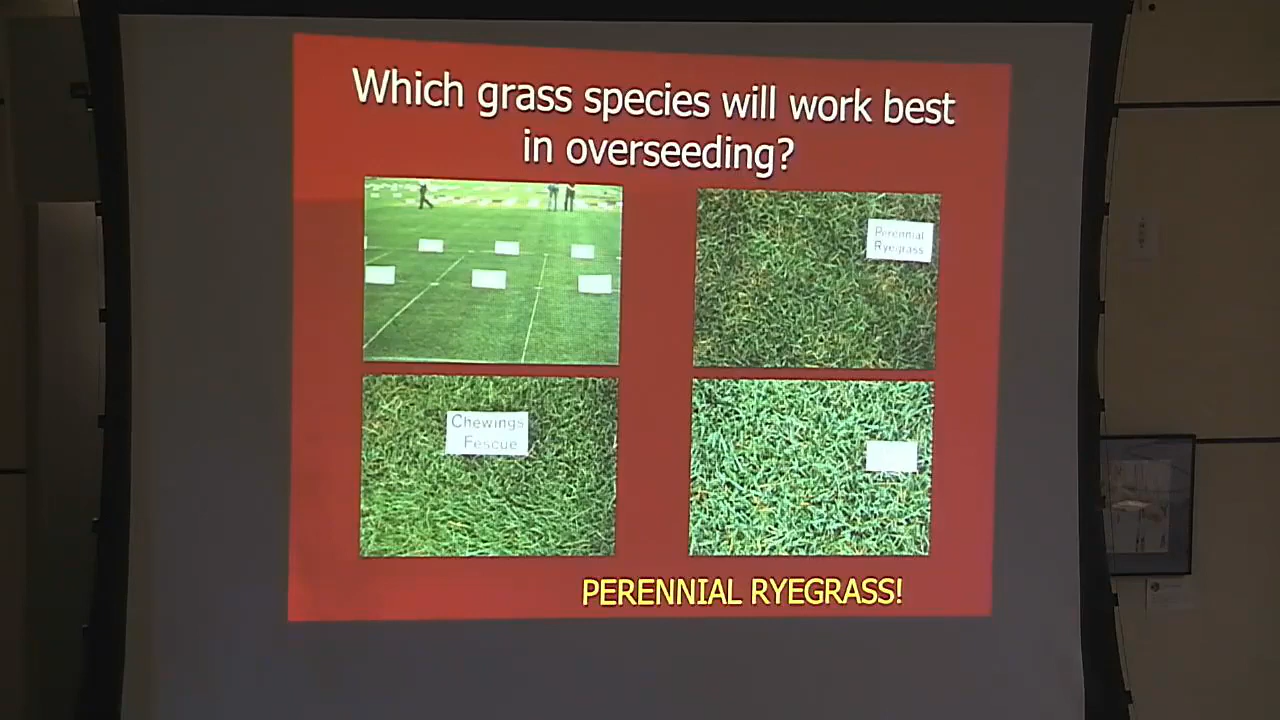 Which grass species will work best
in overseeding?
Perennial
Ryegrass
Chewings
Fescue
PERENNIAL RYEGRASS!